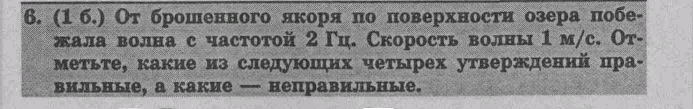 6. (1 б.) От брошенного якоря по поверхности озера побе-
жала волна с частотой 2 Гц. Скорость волны 1 м/с. От-
метьте, какие из следующих четырех утверждений пра-
вильные, а какие — неправильные.